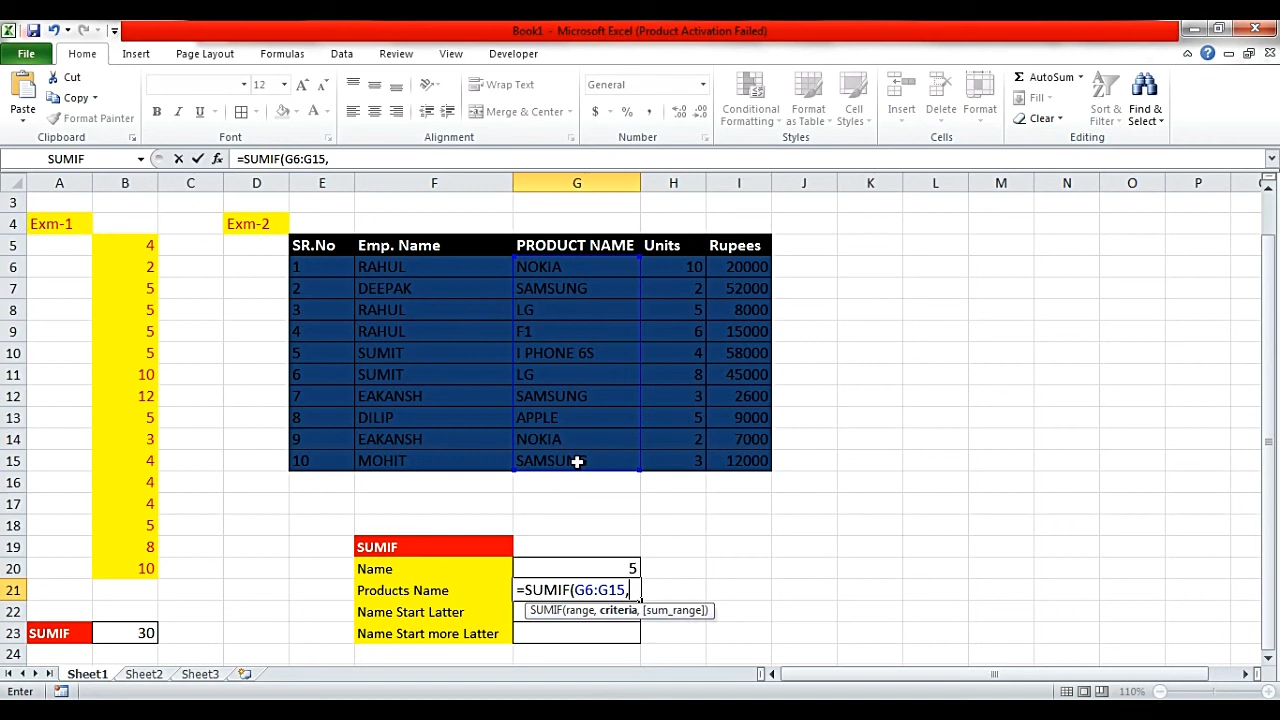 Book1 - Microsoft Excel (Product Activation Failed)
File Home Insert Page Layout Formulas Data Review View Developer
Paste
Cut
Copy
Format Painter
Clipboard
12
Font
Wrap Text
Merge & Center
Alignment
General
$ % ,
Number
Conditional Formatting
Format as Table
Cell Styles
Styles
Insert
Delete
Format
Cells
AutoSum
Fill
Clear
Sort & Filter
Find & Select
Editing
SUMIF =SUMIF(G6:G15,
A B C D E F G H I J K L M N O P
3
4 Exm-1 Exm-2
5 4 SR.No Emp. Name PRODUCT NAME Units Rupees
6 2 1 RAHUL NOKIA 10 20000
7 5 2 DEEPAK SAMSUNG 2 52000
8 5 3 RAHUL LG 5 8000
9 5 4 RAHUL F1 6 15000
10 5 5 SUMIT I PHONE 6S 4 58000
11 10 6 SUMIT LG 8 45000
12 12 7 EAKANSH SAMSUNG 3 2600
13 5 8 DILIP APPLE 5 9000
14 3 9 EAKANSH NOKIA 2 7000
15 4 10 MOHIT SAMSUNG 3 12000
16 4
17 4
18 5
19 8 SUMIF
20 10 Name 5
21 Products Name =SUMIF(G6:G15,
22 Name Start Latter SUMIF(range, criteria, [sum_range])
23 SUMIF 30 Name Start more Latter
24
Sheet1 Sheet2 Sheet3
Enter 110%